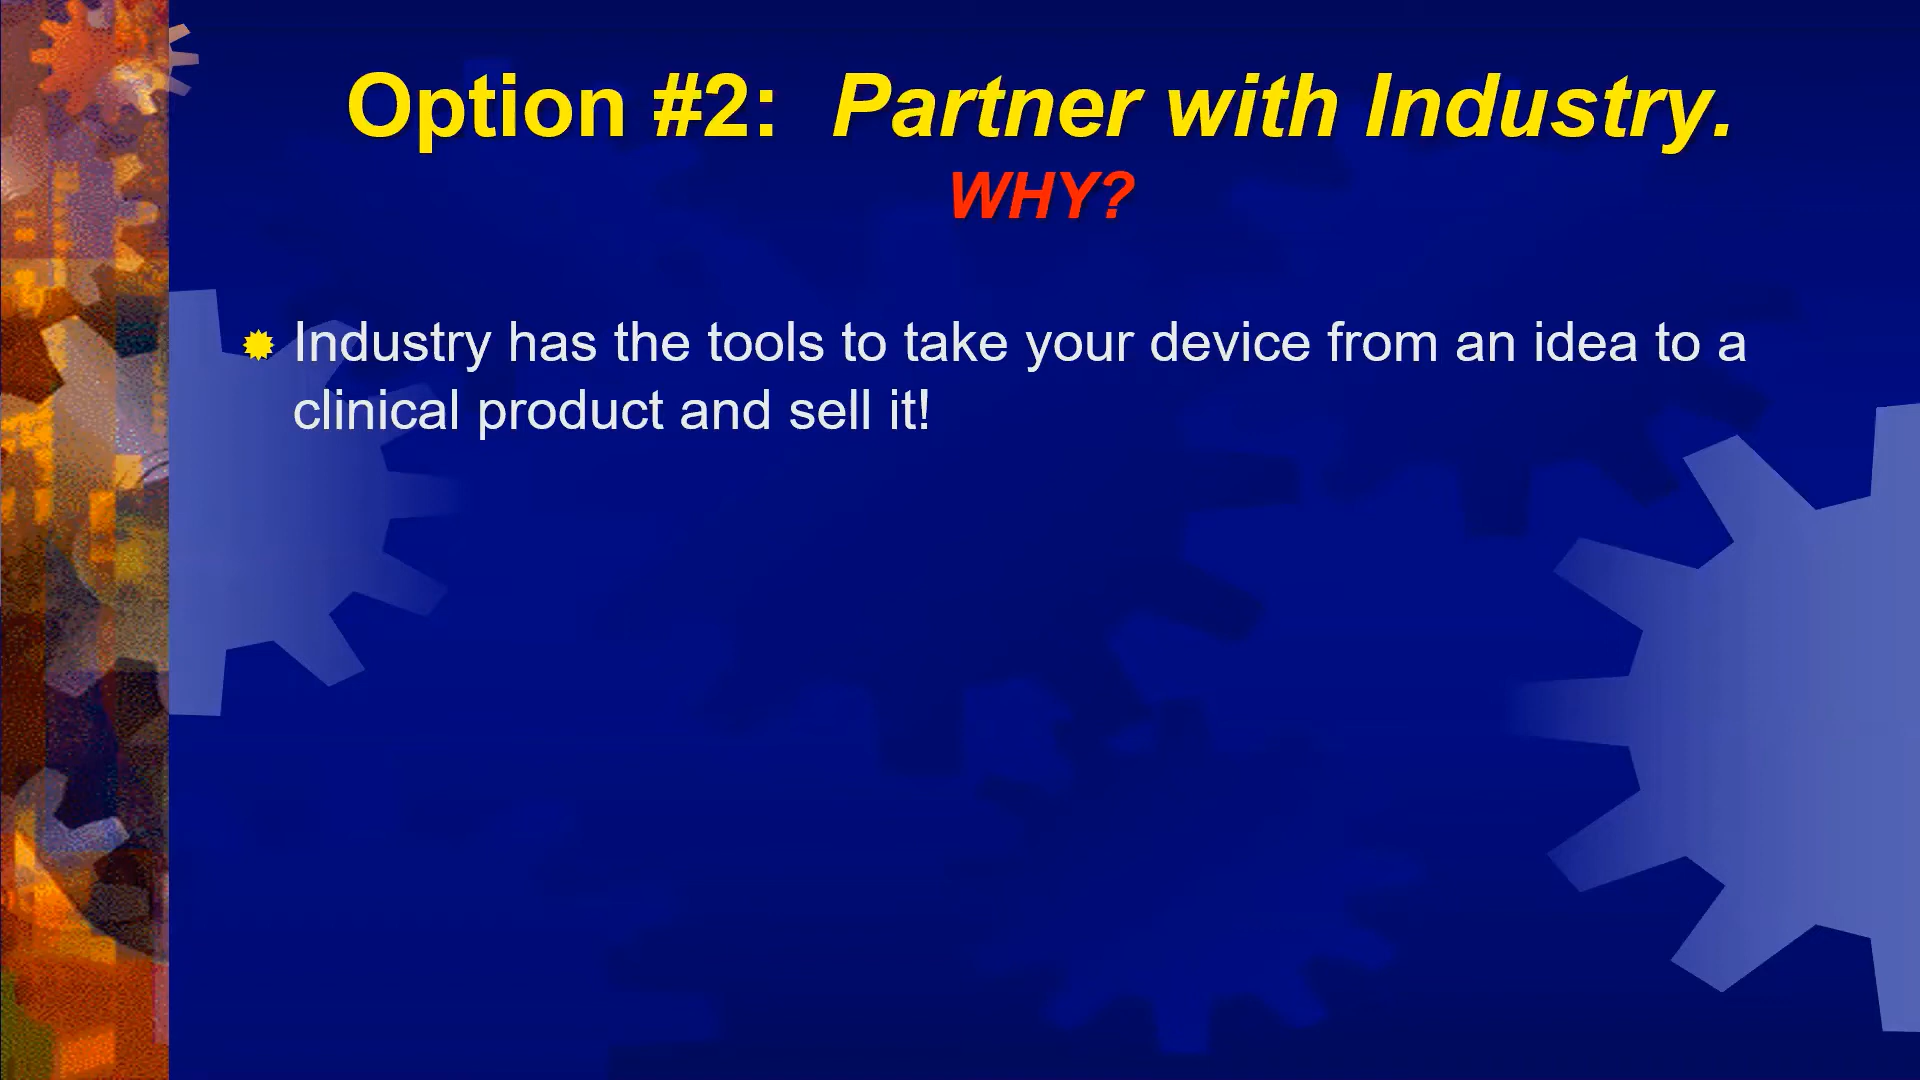 Option #2: Partner with Industry.
WHY?
Industry has the tools to take your device from an idea to a
clinical product and sell it!